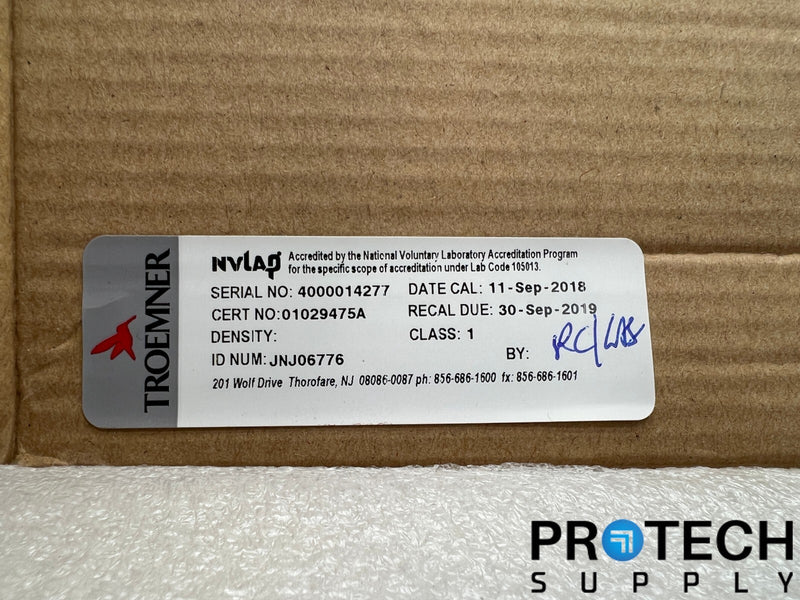 TROEMNER
NVLAP Accredited by the National Voluntary Laboratory Accreditation Program
for the specific scope of accreditation under Lab Code 105013.
SERIAL NO: 4000014277 DATE CAL: 11-Sep-2018
CERT NO:01029475A RECAL DUE: 30-Sep-2019
DENSITY: CLASS: 1
ID NUM: JNJ06776 BY:
201 Wolf Drive Thorofare, NJ 08086-0087 ph: 856-686-1600 fx: 856-686-1601
PROTECH
SUPPLY